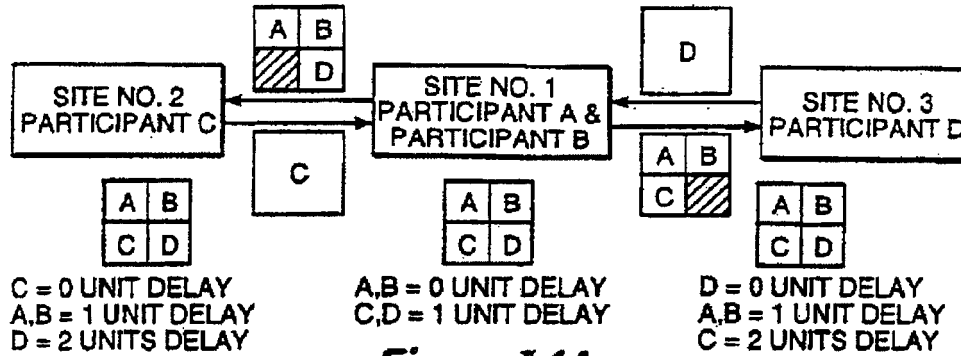 A B
D
D
SITE NO. 2
PARTICIPANT C
SITE NO. 1
PARTICIPANT A &
PARTICIPANT B
SITE NO. 3
PARTICIPANT D
C
A B
C
A B
C D
A B
C D
A B
C D
C = 0 UNIT DELAY
A,B = 1 UNIT DELAY
D = 2 UNITS DELAY
A,B = 0 UNIT DELAY
C,D = 1 UNIT DELAY
D = 0 UNIT DELAY
A,B = 1 UNIT DELAY
C = 2 UNITS DELAY